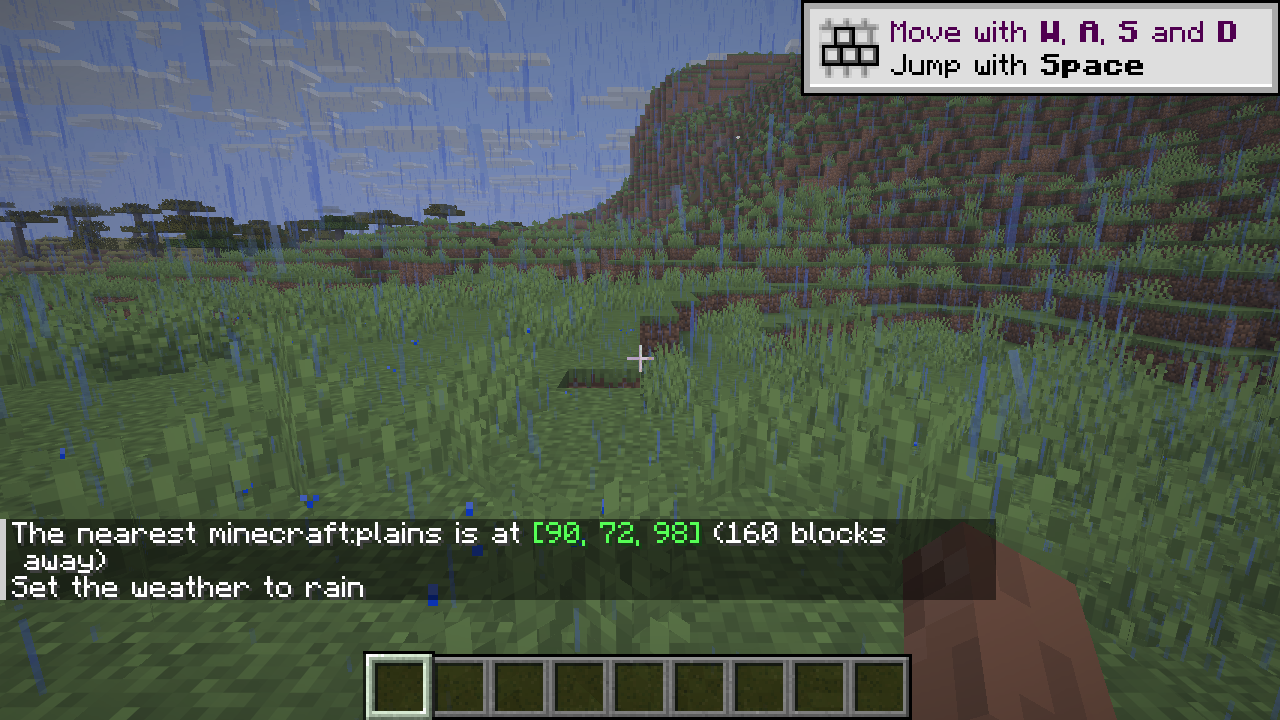 Move with W, A, S and D
Jump with Space
The nearest minecraft:plains is at [90, 72, 98] (160 blocks
away)
Set the weather to rain